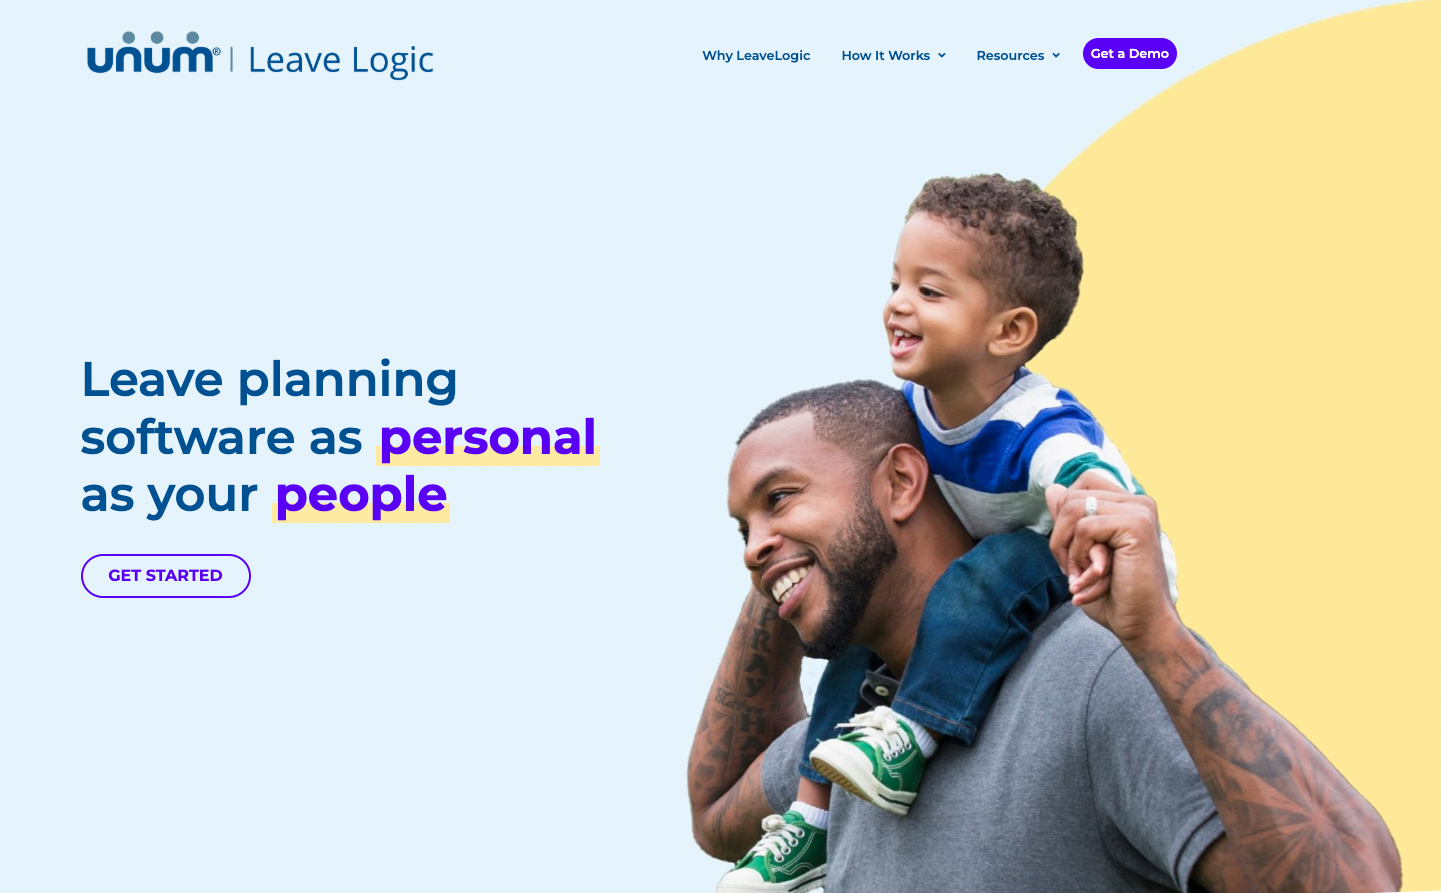 unum® | Leave Logic
Why LeaveLogic
How It Works
Resources
Get a Demo
Leave planning
software as personal
as your people
GET STARTED
PRAY